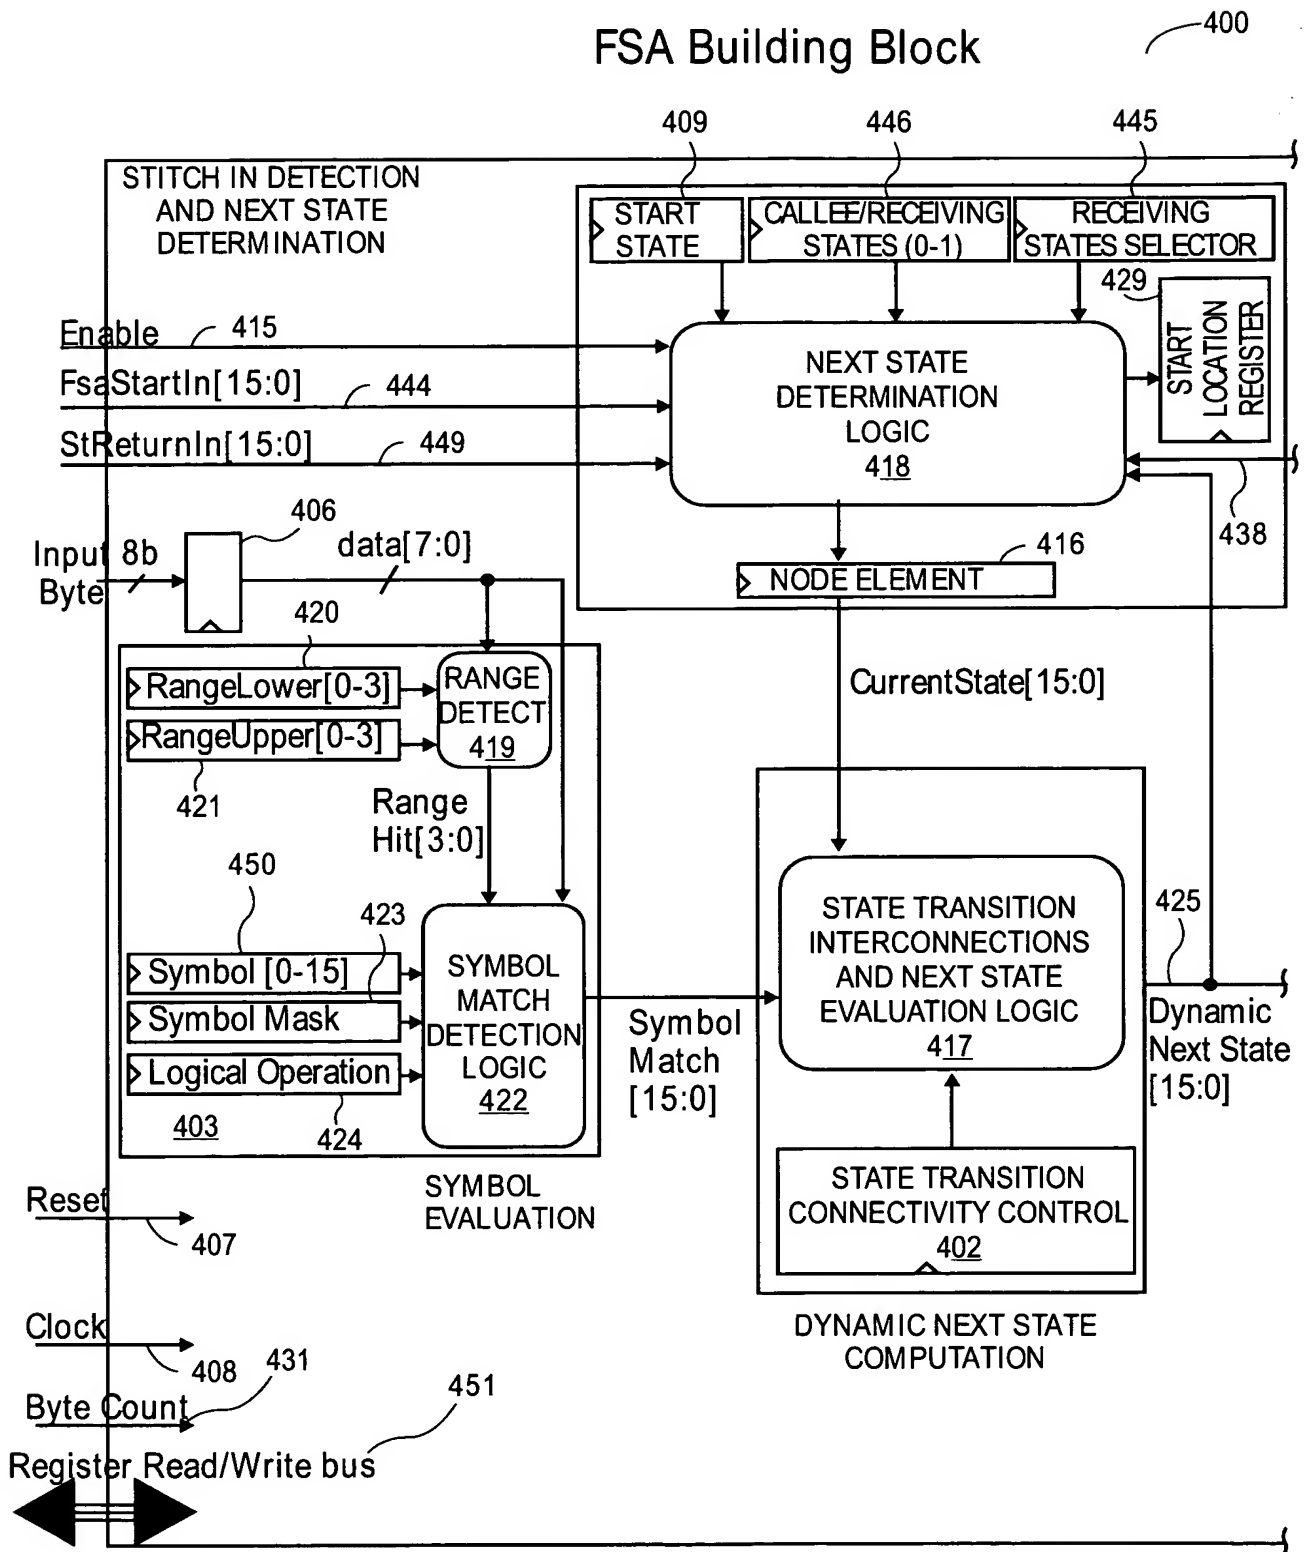 FSA Building Block
400
409
446
445
STITCH IN DETECTION
AND NEXT STATE
DETERMINATION
START
STATE
CALLEE/RECEIVING
STATES (0-1)
RECEIVING
STATES SELECTOR
429
START
LOCATION
REGISTER
Enable
415
FsaStartIn[15:0]
444
StReturnIn[15:0]
449
NEXT STATE
DETERMINATION
LOGIC
418
438
406
Input 8b
Byte
data[7:0]
416
NODE ELEMENT
420
RangeLower[0-3]
RangeUpper[0-3]
421
RANGE
DETECT
419
CurrentState[15:0]
Range
Hit[3:0]
450
423
Symbol [0-15]
Symbol Mask
Logical Operation
403
424
SYMBOL
MATCH
DETECTION
LOGIC
422
SYMBOL
EVALUATION
Symbol
Match
[15:0]
STATE TRANSITION
INTERCONNECTIONS
AND NEXT STATE
EVALUATION LOGIC
417
425
Dynamic
Next State
[15:0]
STATE TRANSITION
CONNECTIVITY CONTROL
402
DYNAMIC NEXT STATE
COMPUTATION
Reset
407
Clock
408
431
Byte Count
451
Register Read/Write bus